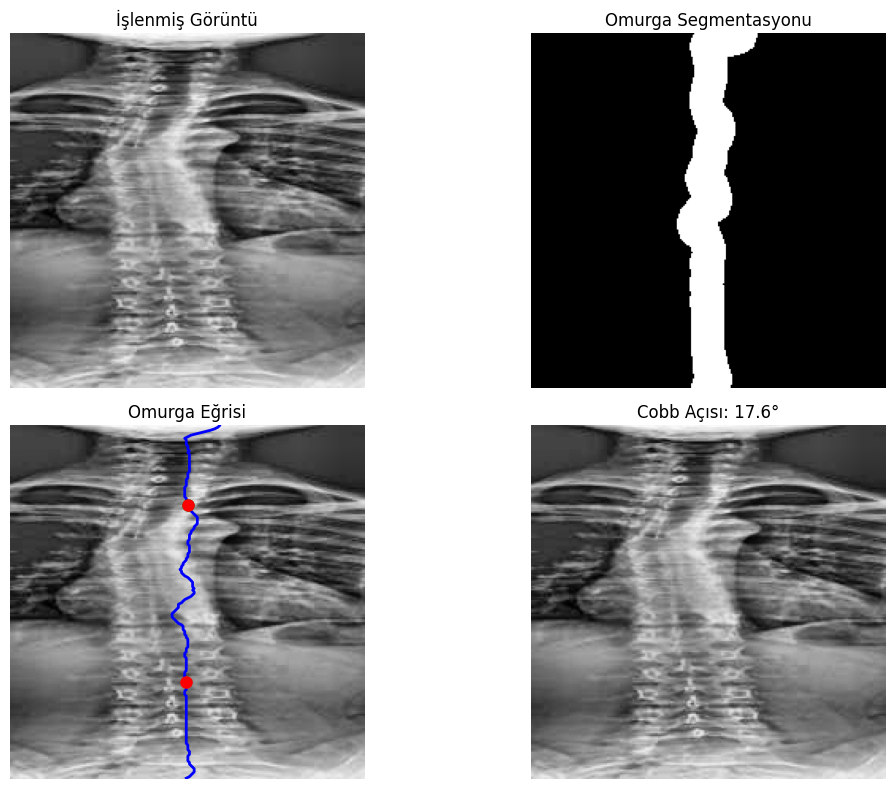 İşlenmiş Görüntü
Omurga Segmentasyonu
Omurga Eğrisi
Cobb Açısı: 17.6°